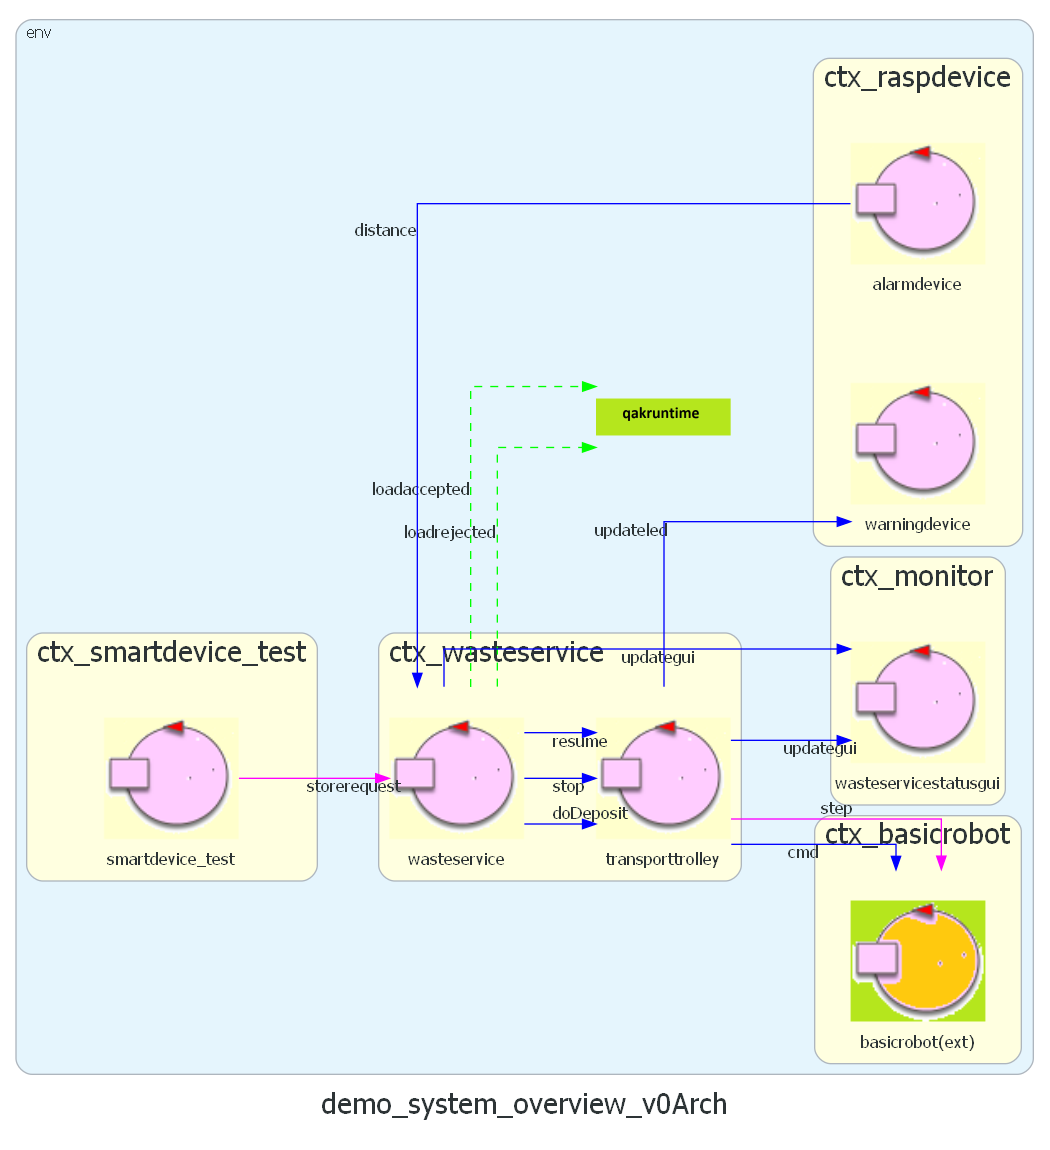 env
ctx_raspdevice
distance
alarmdevice
qakruntime
loadaccepted
loadrejected
updateled
warningdevice
ctx_monitor
ctx_smartdevice_test
ctx_wasteservice
updategui
resume
updategui
storerequest
stop
wasteservicestatusgui
doDeposit
step
ctx_basicrobot
smartdevice_test
wasteservice
transporttrolley
cmd
basicrobot(ext)
demo_system_overview_v0Arch